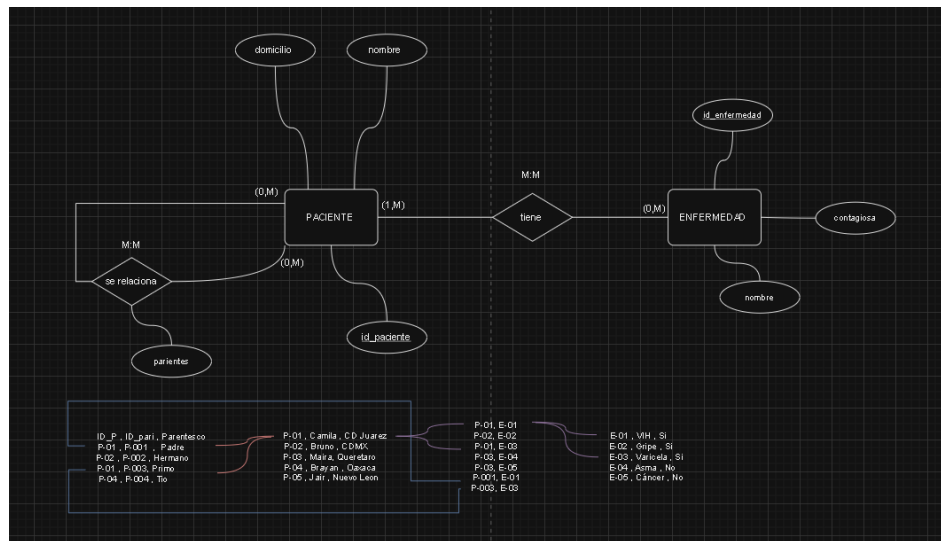 domicilio
nombre
id_enfermedad
M:M
(0,M)
PACIENTE
(1,M)
tiene
(0,M)
ENFERMEDAD
contagiosa
M:M
(0,M)
se relaciona
nombre
id_paciente
parientes
ID_P , ID_pari , Parentesco
P-01 , P-001 , Padre
P-02 , P-002 , Hermano
P-01 , P-003, Primo
P-04 , P-004 , Tio
P-01 , Camila , CD Juarez
P-02 , Bruno , CDMX
P-03 , Maira, Queretaro
P-04 , Brayan , Oaxaca
P-05 , Jair , Nuevo Leon
P-01, E-01
P-02, E-02
P-01, E-03
P-03, E-04
P-03, E-05
P-001, E-01
P-003, E-03
E-01 , VIH , Si
E-02 , Gripe , Si
E-03 , Varicela , Si
E-04 , Asma , No
E-05 , Cáncer , No